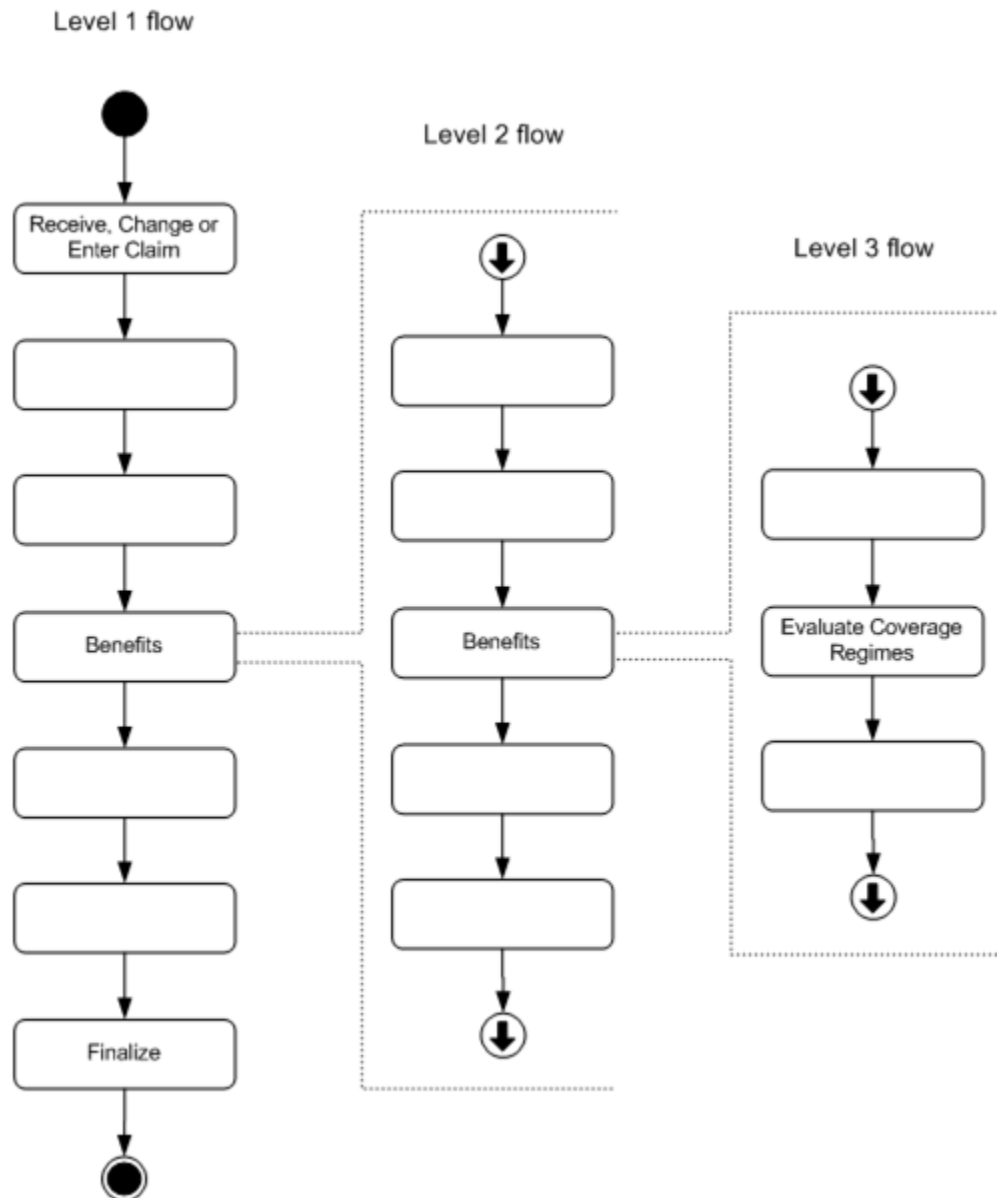 Level 1 flow
Level 2 flow
Level 3 flow
Receive, Change or
Enter Claim
Benefits
Benefits
Evaluate Coverage
Regimes
Finalize